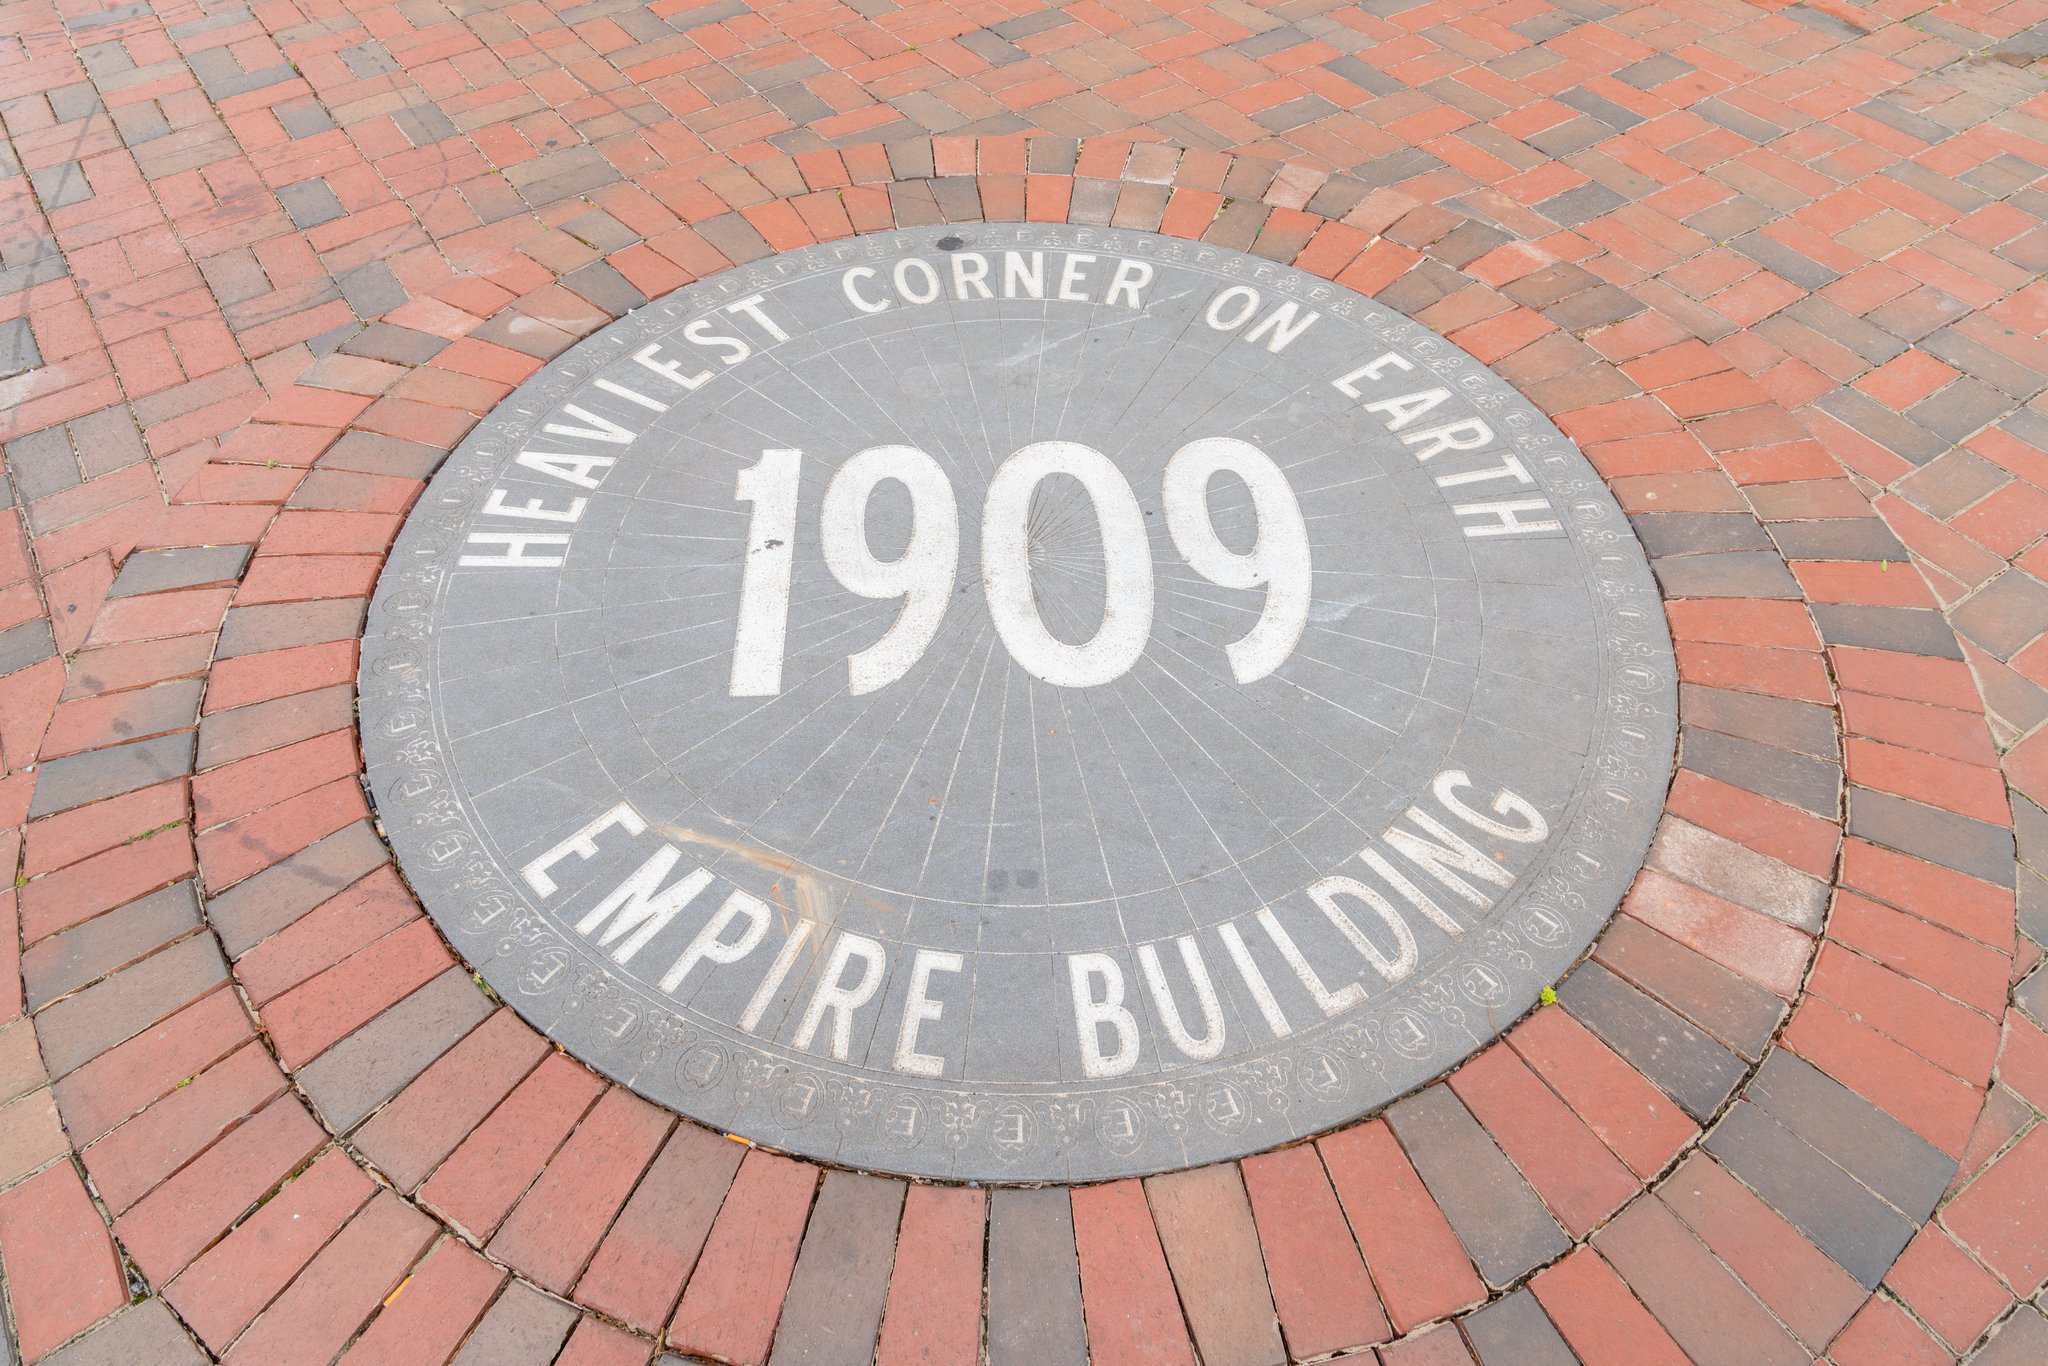 HEAVIEST CORNER ON EARTH
1909
EMPIRE BUILDING